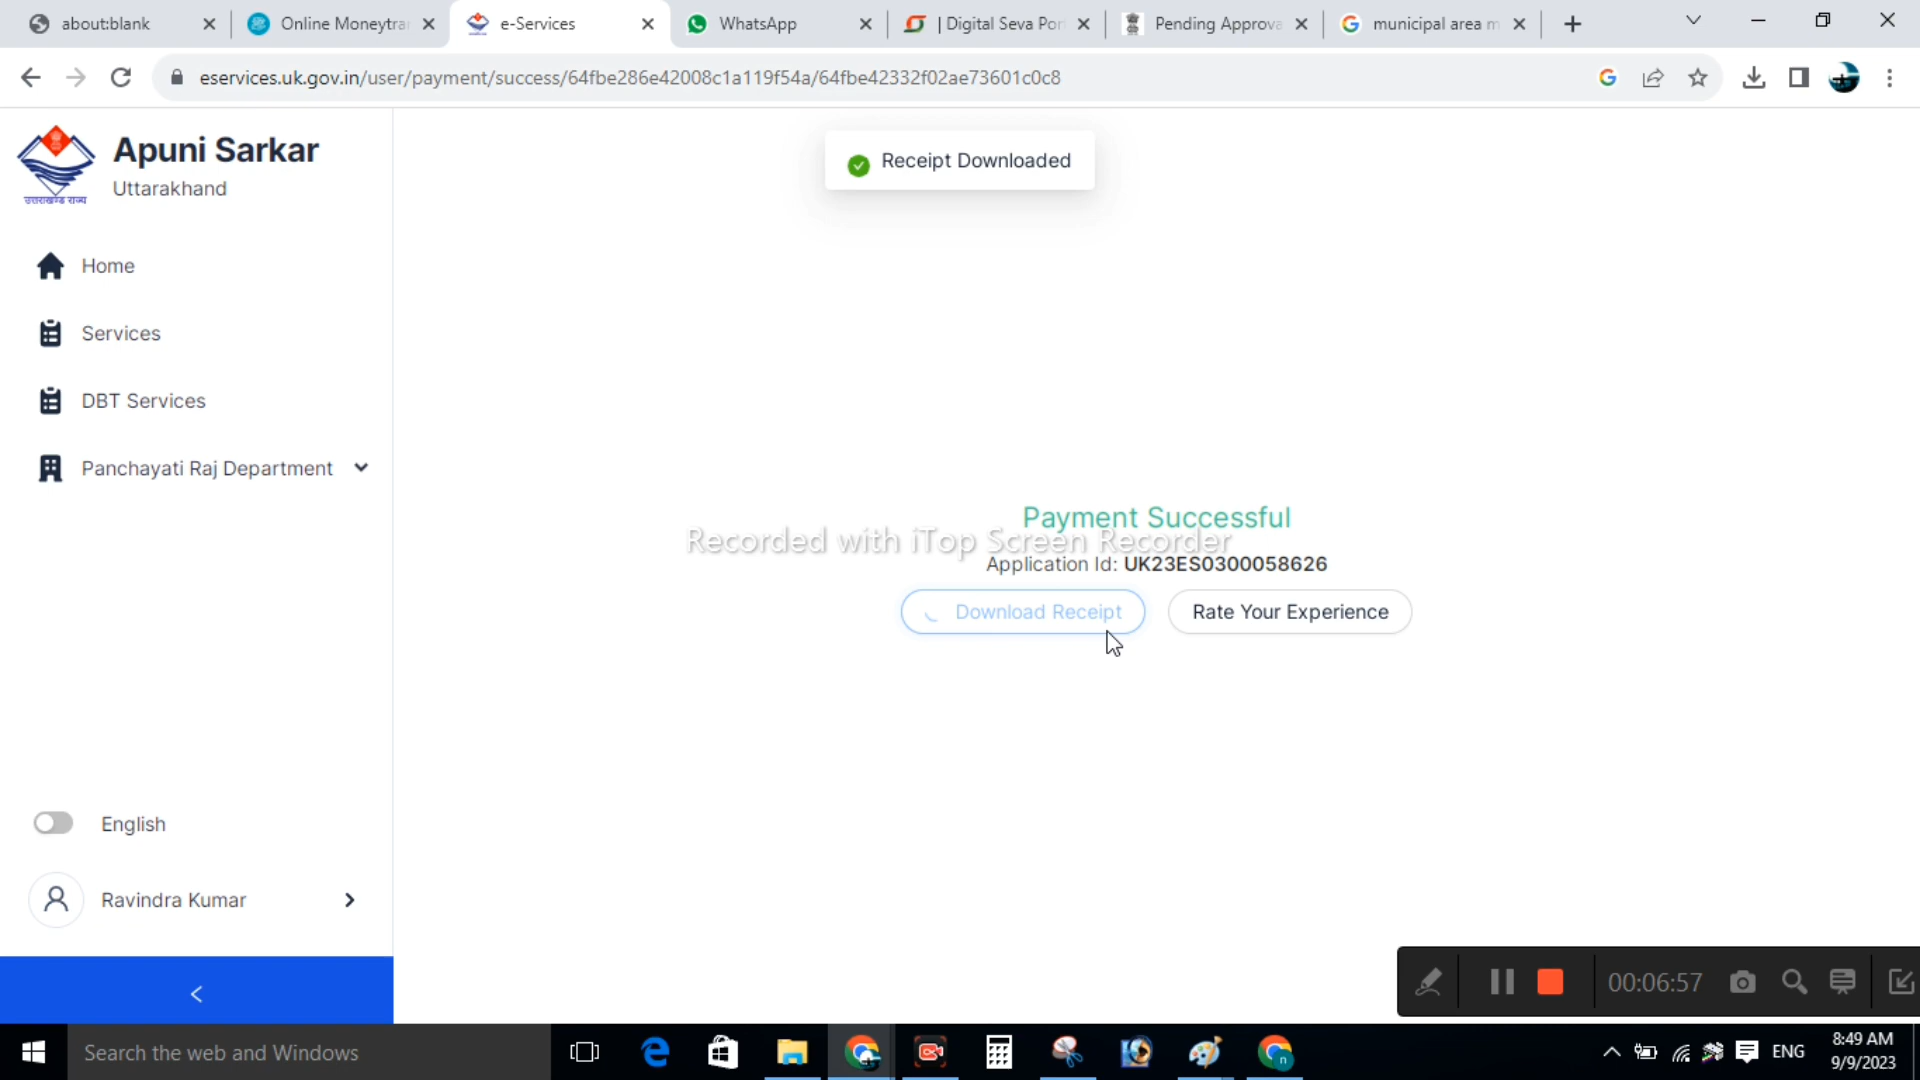 about:blank
Online Moneytra
e-Services
WhatsApp
| Digital Seva Por
Pending Approva
municipal area m
eservices.uk.gov.in/user/payment/success/64fbe286e42008c1a119f54a/64fbe42332f02ae73601c0c8
Apuni Sarkar
Uttarakhand
उत्तराखण्ड राज्य
Receipt Downloaded
Home
Services
DBT Services
Panchayati Raj Department
Payment Successful
Recorded with iTop Screen Recorder
Application Id: UK23ES0300058626
Download Receipt
Rate Your Experience
English
Ravindra Kumar
00:06:57
Search the web and Windows
ENG
8:49 AM
9/9/2023